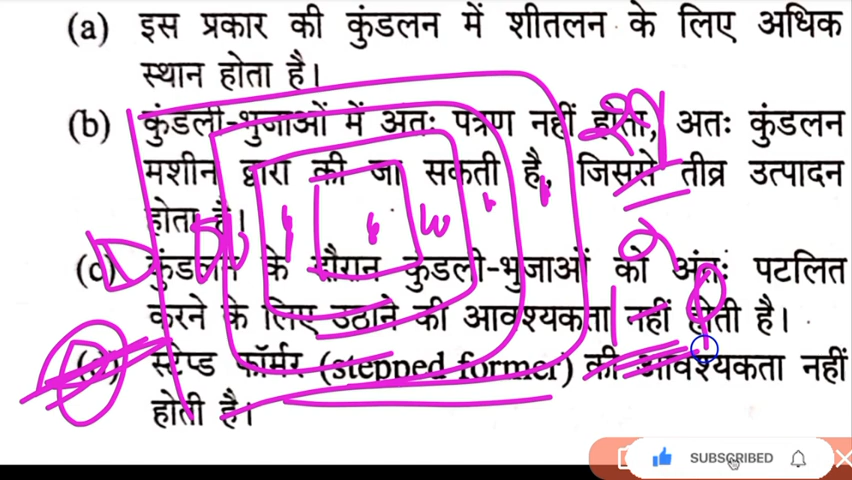 (a) इस प्रकार की कुंडलन में शीतलन के लिए अधिक
स्थान होता है।
(b) कुंडली-भुजाओं में अंतः पत्रण नहीं होता, अतः कुंडलन
मशीन द्वारा की जा सकती है, जिससे तीव्र उत्पादन
होता है।
(c) कुंडलन के दौरान कुंडली-भुजाओं को अंतः पटलित
करने के लिए उठाने की आवश्यकता नहीं होती है।
(d) स्टेप्ड फॉर्मर (stepped former) की आवश्यकता नहीं
होती है।
SUBSCRIBED